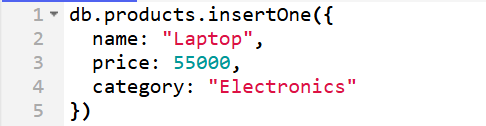 1 db.products.insertOne({
2   name: "Laptop",
3   price: 55000,
4   category: "Electronics"
5 })